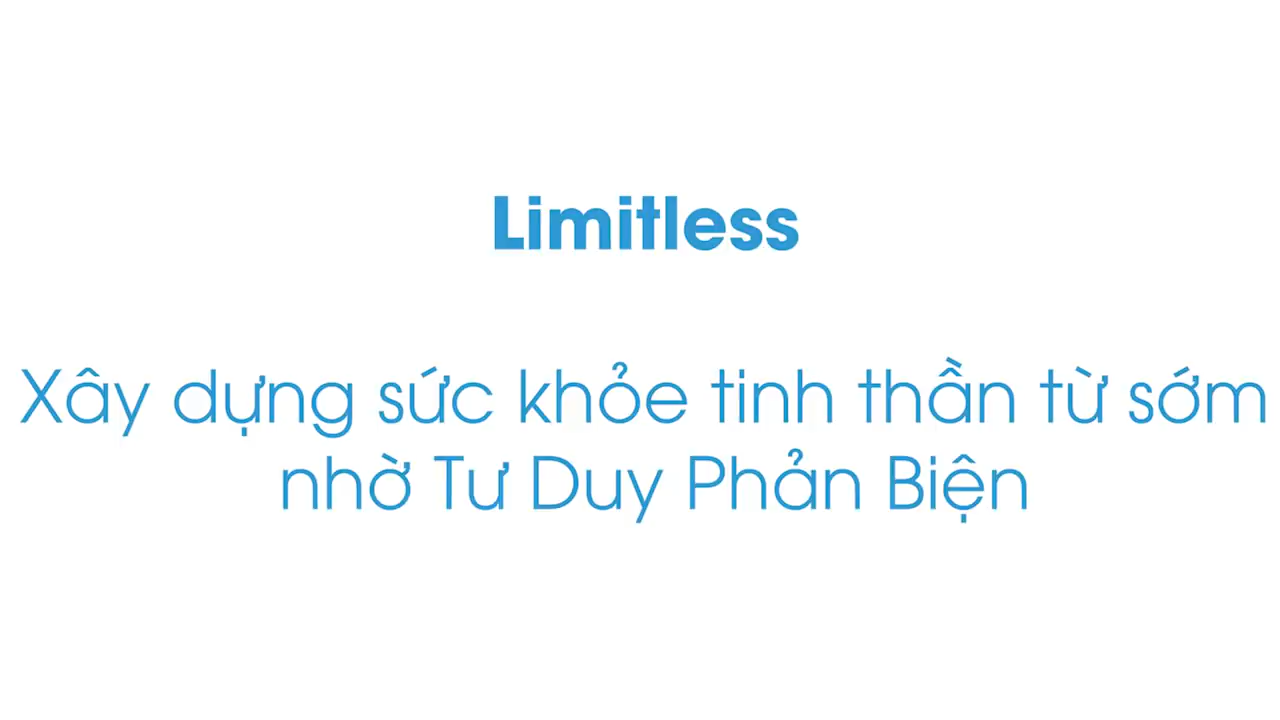 Limitless
Xây dựng sức khỏe tinh thần từ sớm
nhờ Tư Duy Phản Biện